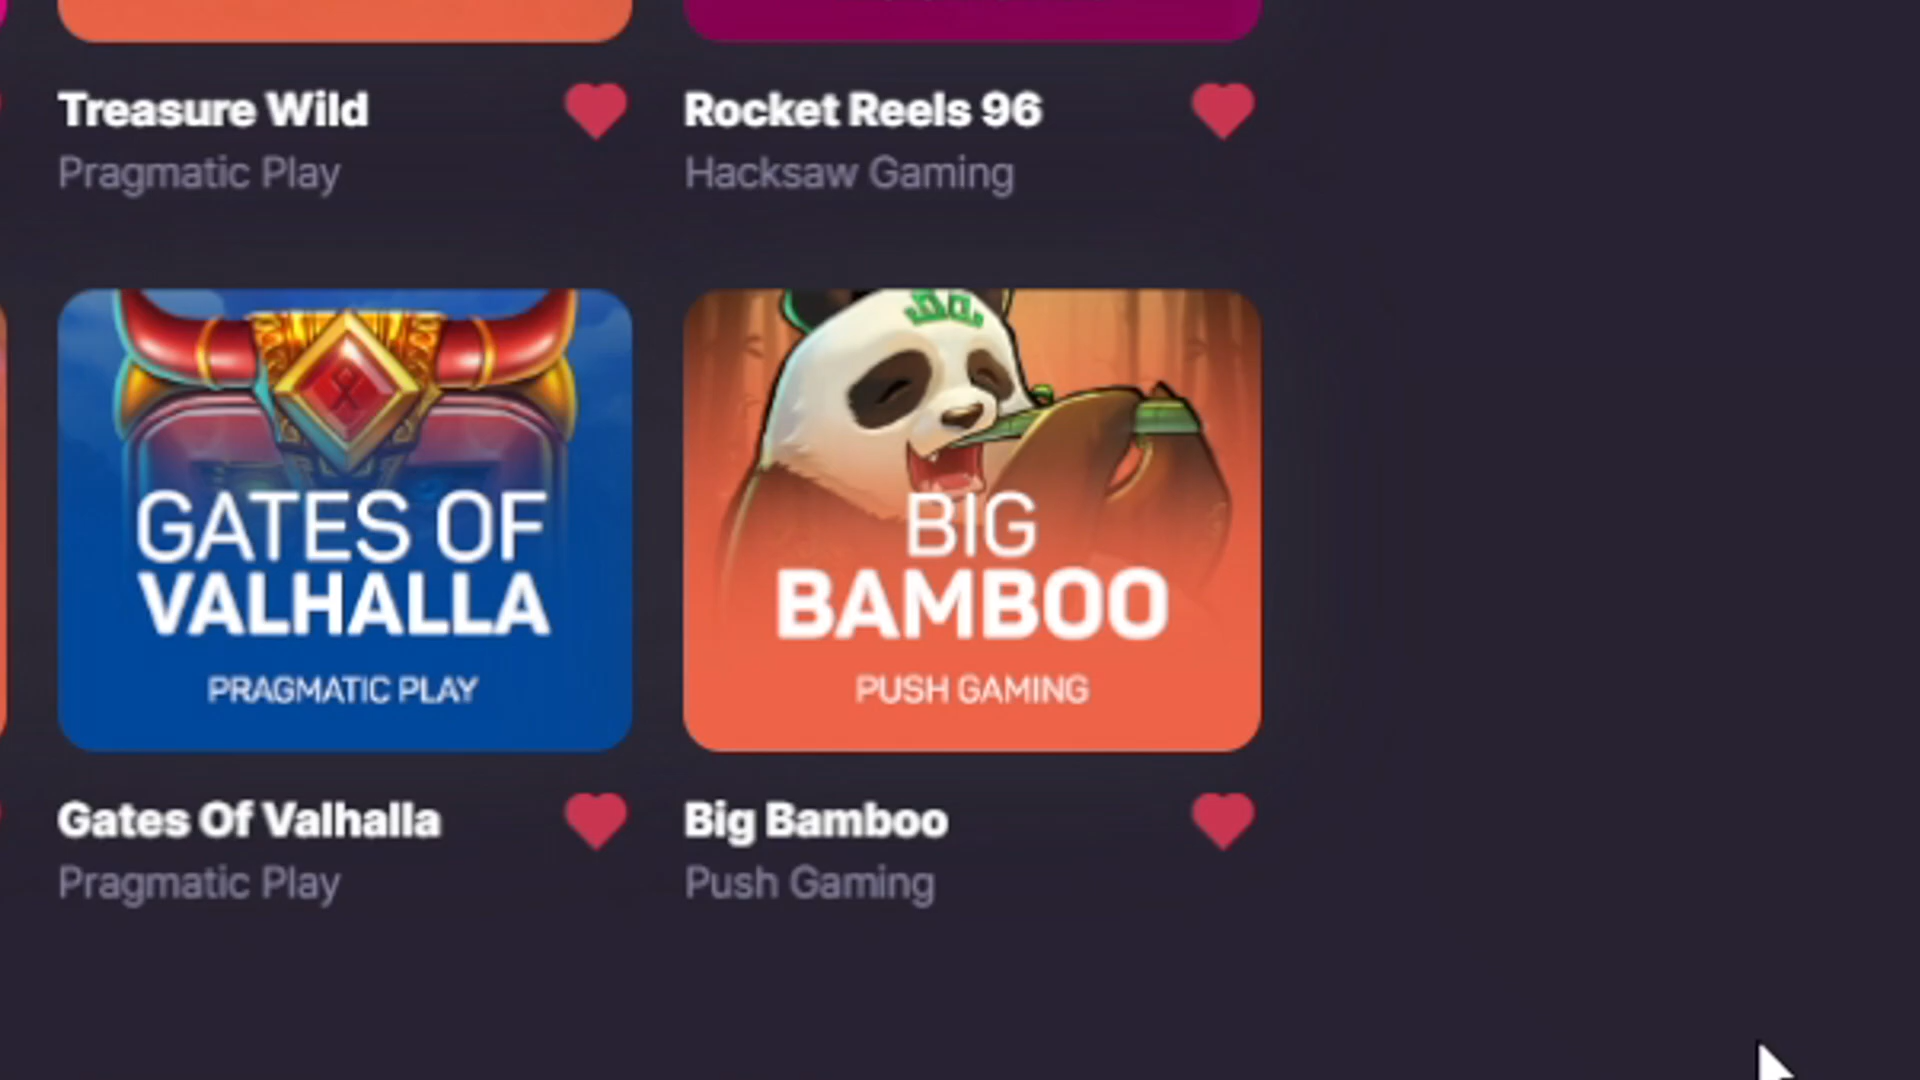 Treasure Wild
Pragmatic Play
Rocket Reels 96
Hacksaw Gaming
GATES OF
VALHALLA
PRAGMATIC PLAY
BIG
BAMBOO
PUSH GAMING
Gates Of Valhalla
Pragmatic Play
Big Bamboo
Push Gaming